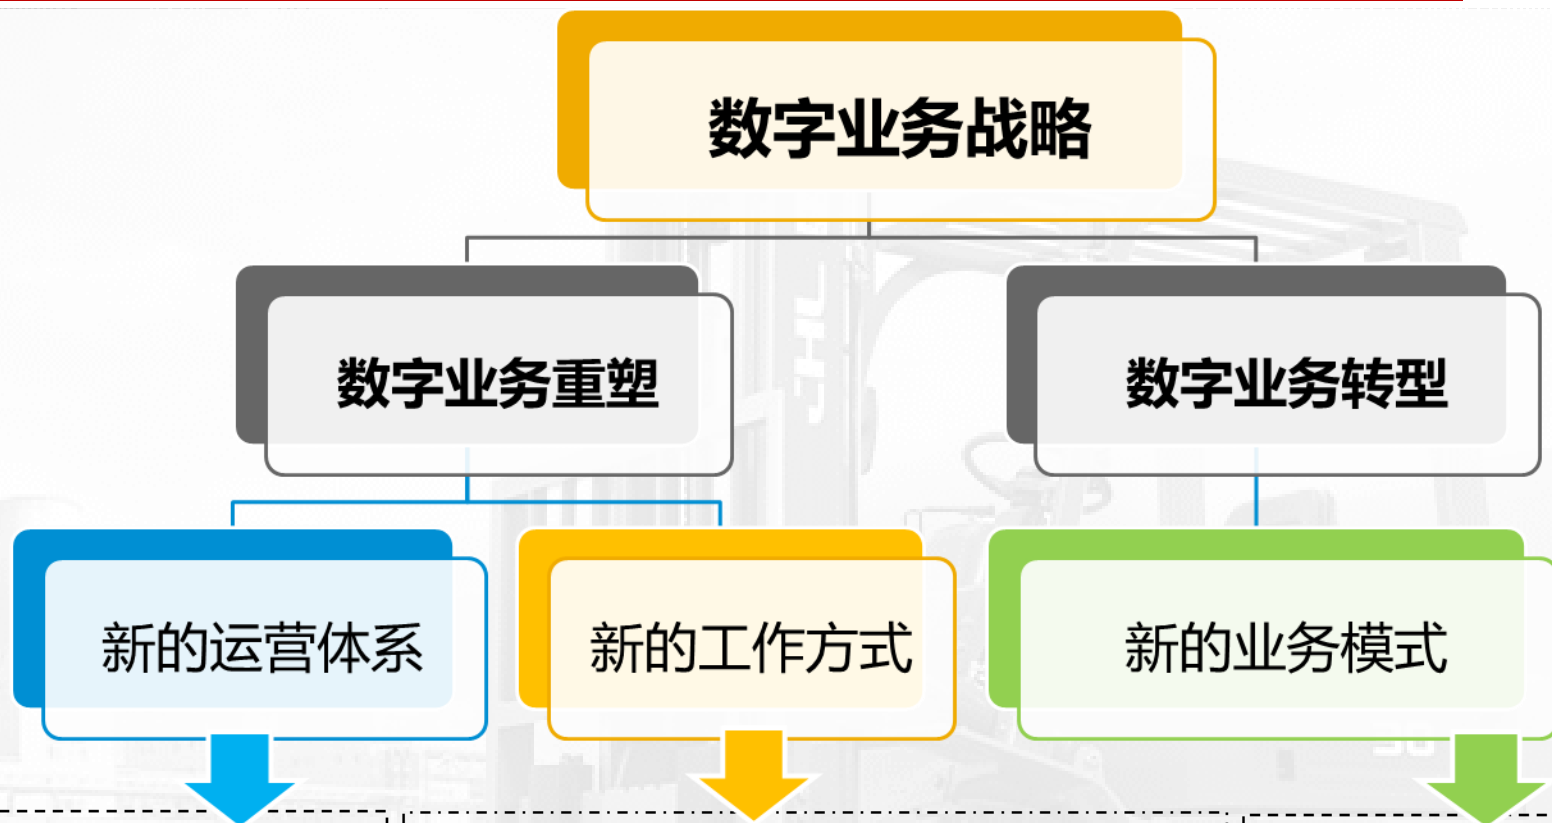 数字业务战略
数字业务重塑
数字业务转型
新的运营体系
新的工作方式
新的业务模式